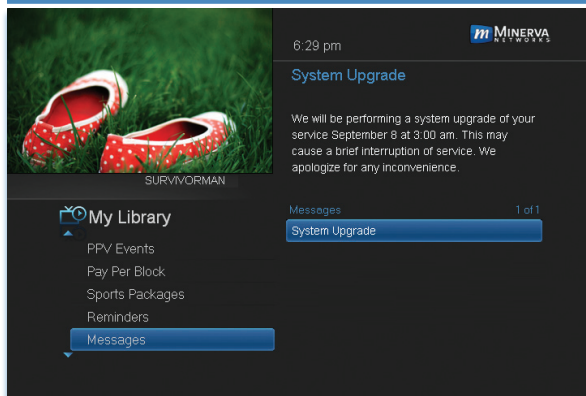 6:29 pm
m MINERVA
NETWORKS
System Upgrade
We will be performing a system upgrade of your
service September 8 at 3:00 am. This may
cause a brief interruption of service. We
apologize for any inconvenience.
SURVIVORMAN
My Library
PPV Events
Pay Per Block
Sports Packages
Reminders
Messages
Messages 1 of 1
System Upgrade